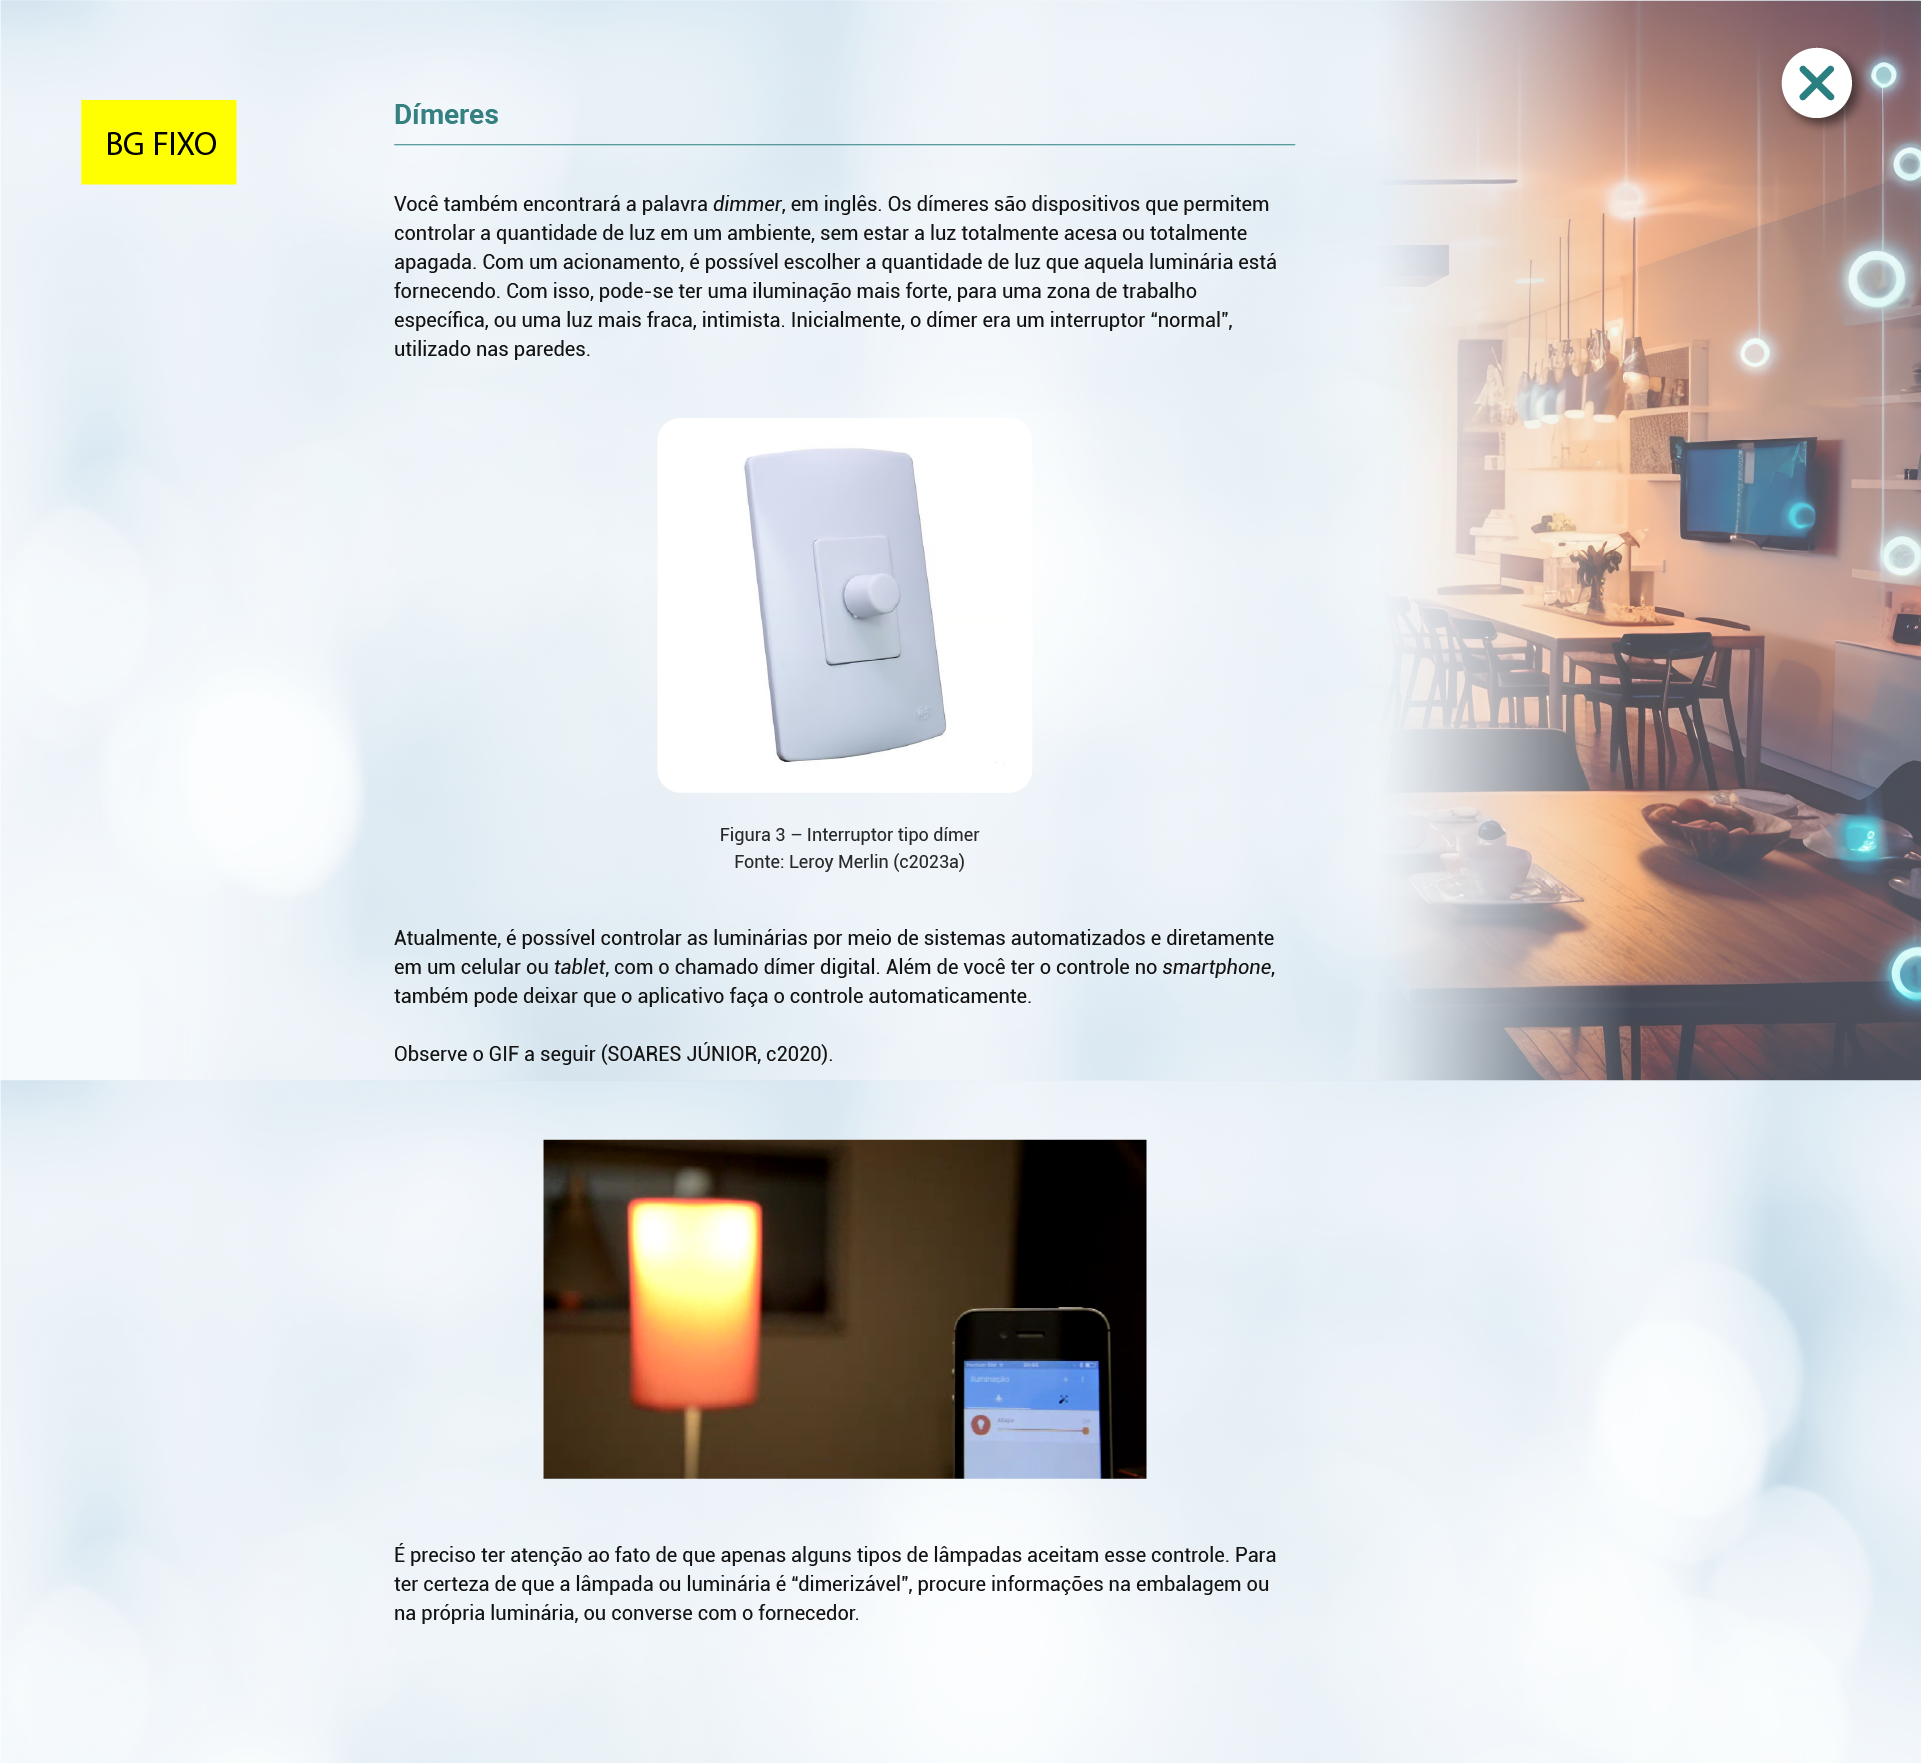 BG FIXO
Dímeres
Você também encontrará a palavra dimmer, em inglês. Os dímeres são dispositivos que permitem
controlar a quantidade de luz em um ambiente, sem estar a luz totalmente acesa ou totalmente
apagada. Com um acionamento, é possível escolher a quantidade de luz que aquela luminária está
fornecendo. Com isso, pode-se ter uma iluminação mais forte, para uma zona de trabalho
específica, ou uma luz mais fraca, intimista. Inicialmente, o dímer era um interruptor “normal”,
utilizado nas paredes.
Figura 3 – Interruptor tipo dímer
Fonte: Leroy Merlin (c2023a)
Atualmente, é possível controlar as luminárias por meio de sistemas automatizados e diretamente
em um celular ou tablet, com o chamado dímer digital. Além de você ter o controle no smartphone,
também pode deixar que o aplicativo faça o controle automaticamente.
Observe o GIF a seguir (SOARES JÚNIOR, c2020).
Iluminação
É preciso ter atenção ao fato de que apenas alguns tipos de lâmpadas aceitam esse controle. Para
ter certeza de que a lâmpada ou luminária é “dimerizável”, procure informações na embalagem ou
na própria luminária, ou converse com o fornecedor.